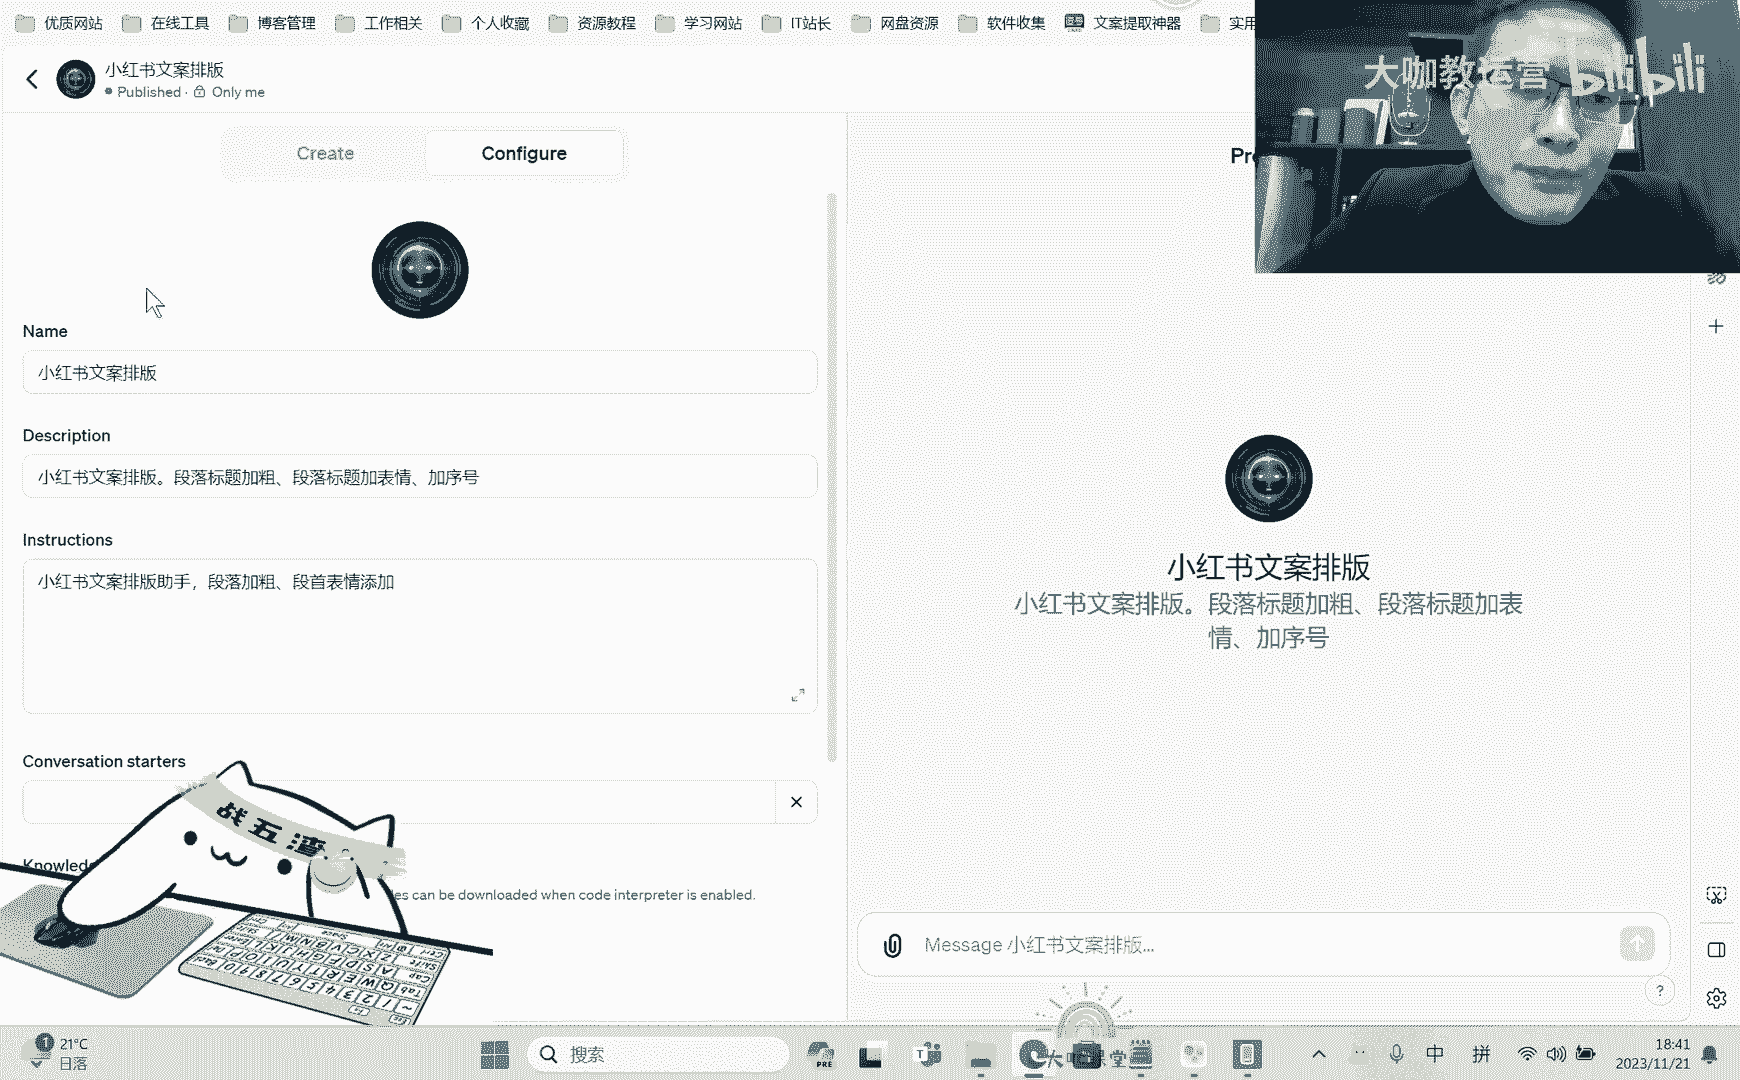 优质网站 在线工具 博客管理 工作相关 个人收藏 资源教程 学习网站 IT站长 网盘资源 软件收集 文案提取神器 实用
大咖教运营 bilibili
小红书文案排版
Published · Only me
Create Configure
Name
小红书文案排版
Description
小红书文案排版。段落标题加粗、段落标题加表情、加序号
Instructions
小红书文案排版助手，段落加粗、段首表情添加
Conversation starters
Knowled
es can be downloaded when code interpreter is enabled.
战五渣
小红书文案排版
小红书文案排版。段落标题加粗、段落标题加表
情、加序号
Message 小红书文案排版...
?
1
21°C
日落
搜索
PRE
中 拼
18:41
2023/11/21